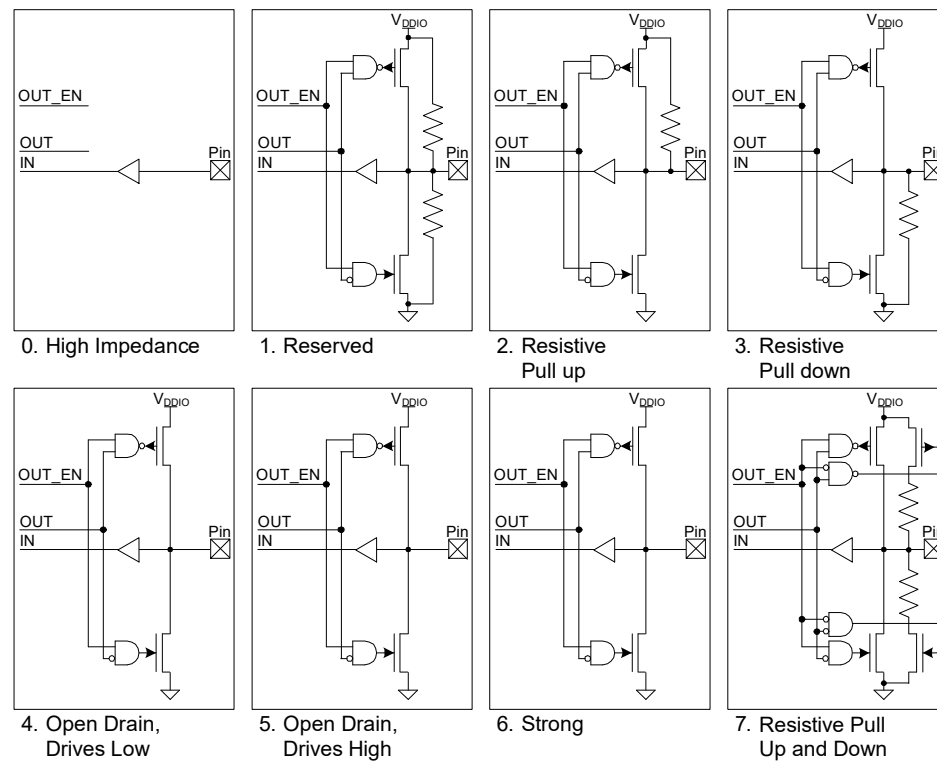 OUT_EN
OUT
IN
Pin
0. High Impedance
VDDIO
OUT_EN
OUT
IN
Pin
1. Reserved
VDDIO
OUT_EN
OUT
IN
Pin
2. Resistive
Pull up
VDDIO
OUT_EN
OUT
IN
Pin
3. Resistive
Pull down
VDDIO
OUT_EN
OUT
IN
Pin
4. Open Drain,
Drives Low
VDDIO
OUT_EN
OUT
IN
Pin
5. Open Drain,
Drives High
VDDIO
OUT_EN
OUT
IN
Pin
6. Strong
VDDIO
OUT_EN
OUT
IN
Pin
7. Resistive Pull
Up and Down